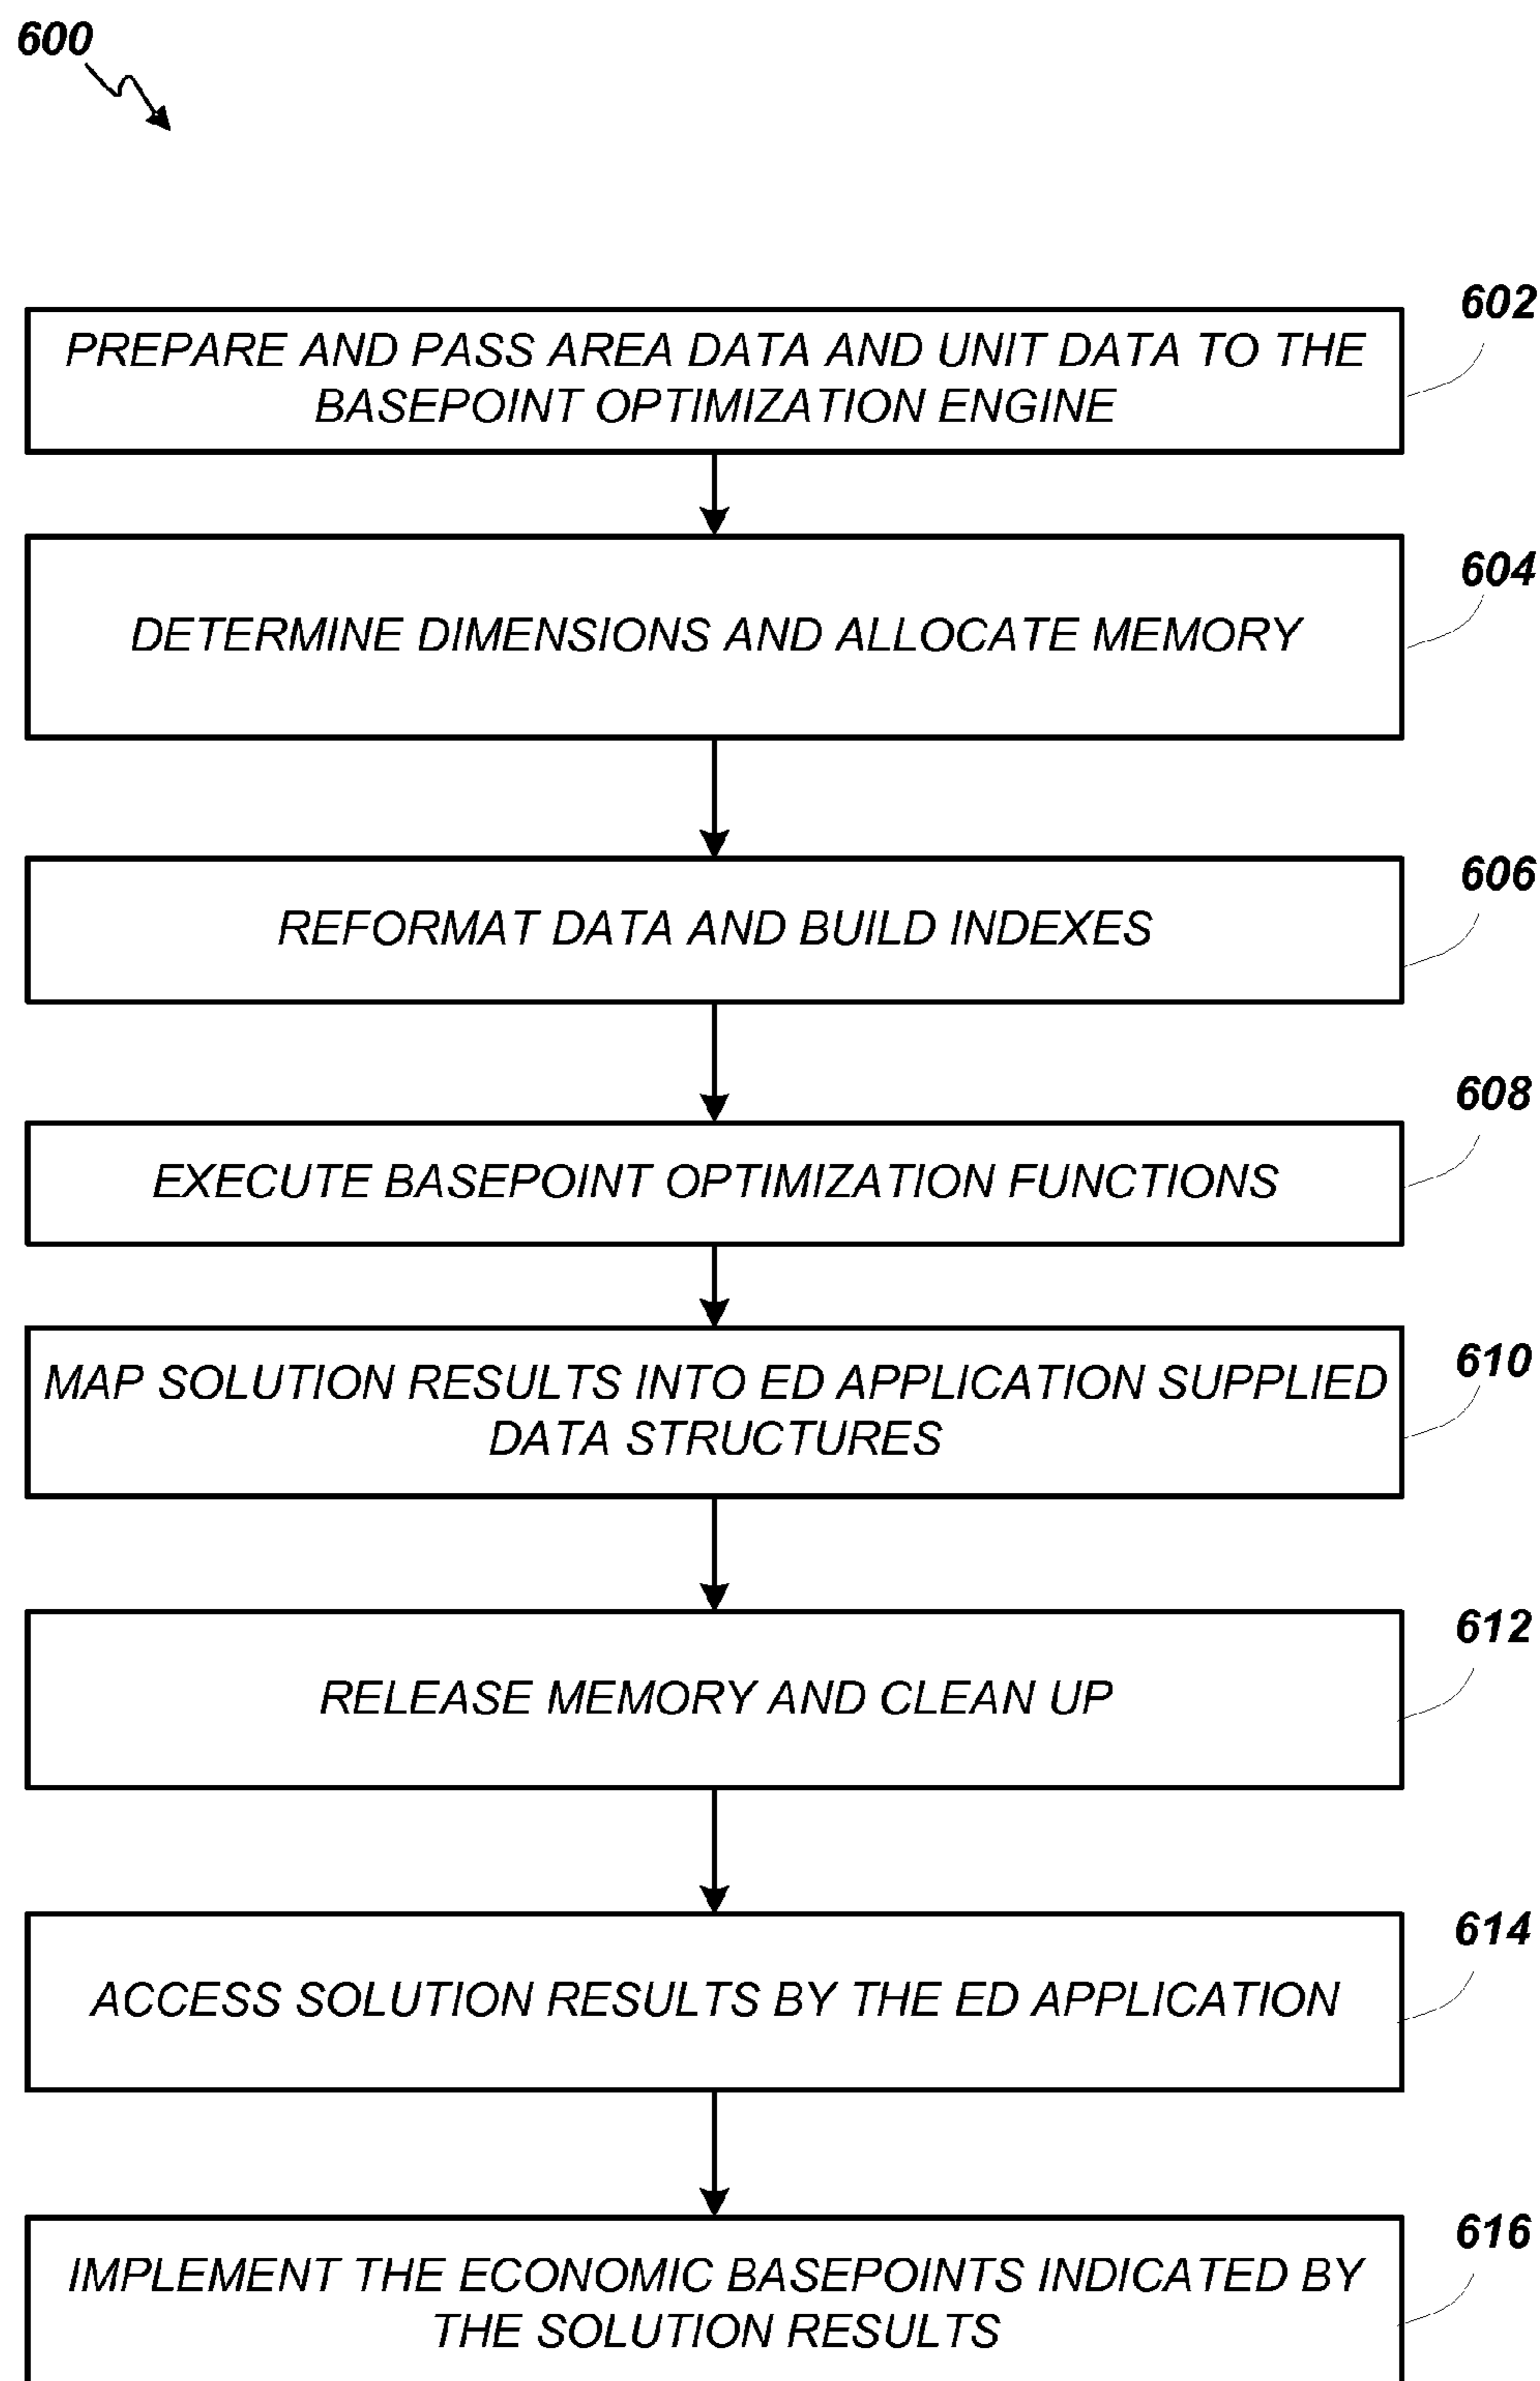 600
602
PREPARE AND PASS AREA DATA AND UNIT DATA TO THE
BASEPOINT OPTIMIZATION ENGINE
604
DETERMINE DIMENSIONS AND ALLOCATE MEMORY
606
REFORMAT DATA AND BUILD INDEXES
608
EXECUTE BASEPOINT OPTIMIZATION FUNCTIONS
610
MAP SOLUTION RESULTS INTO ED APPLICATION SUPPLIED
DATA STRUCTURES
612
RELEASE MEMORY AND CLEAN UP
614
ACCESS SOLUTION RESULTS BY THE ED APPLICATION
616
IMPLEMENT THE ECONOMIC BASEPOINTS INDICATED BY
THE SOLUTION RESULTS